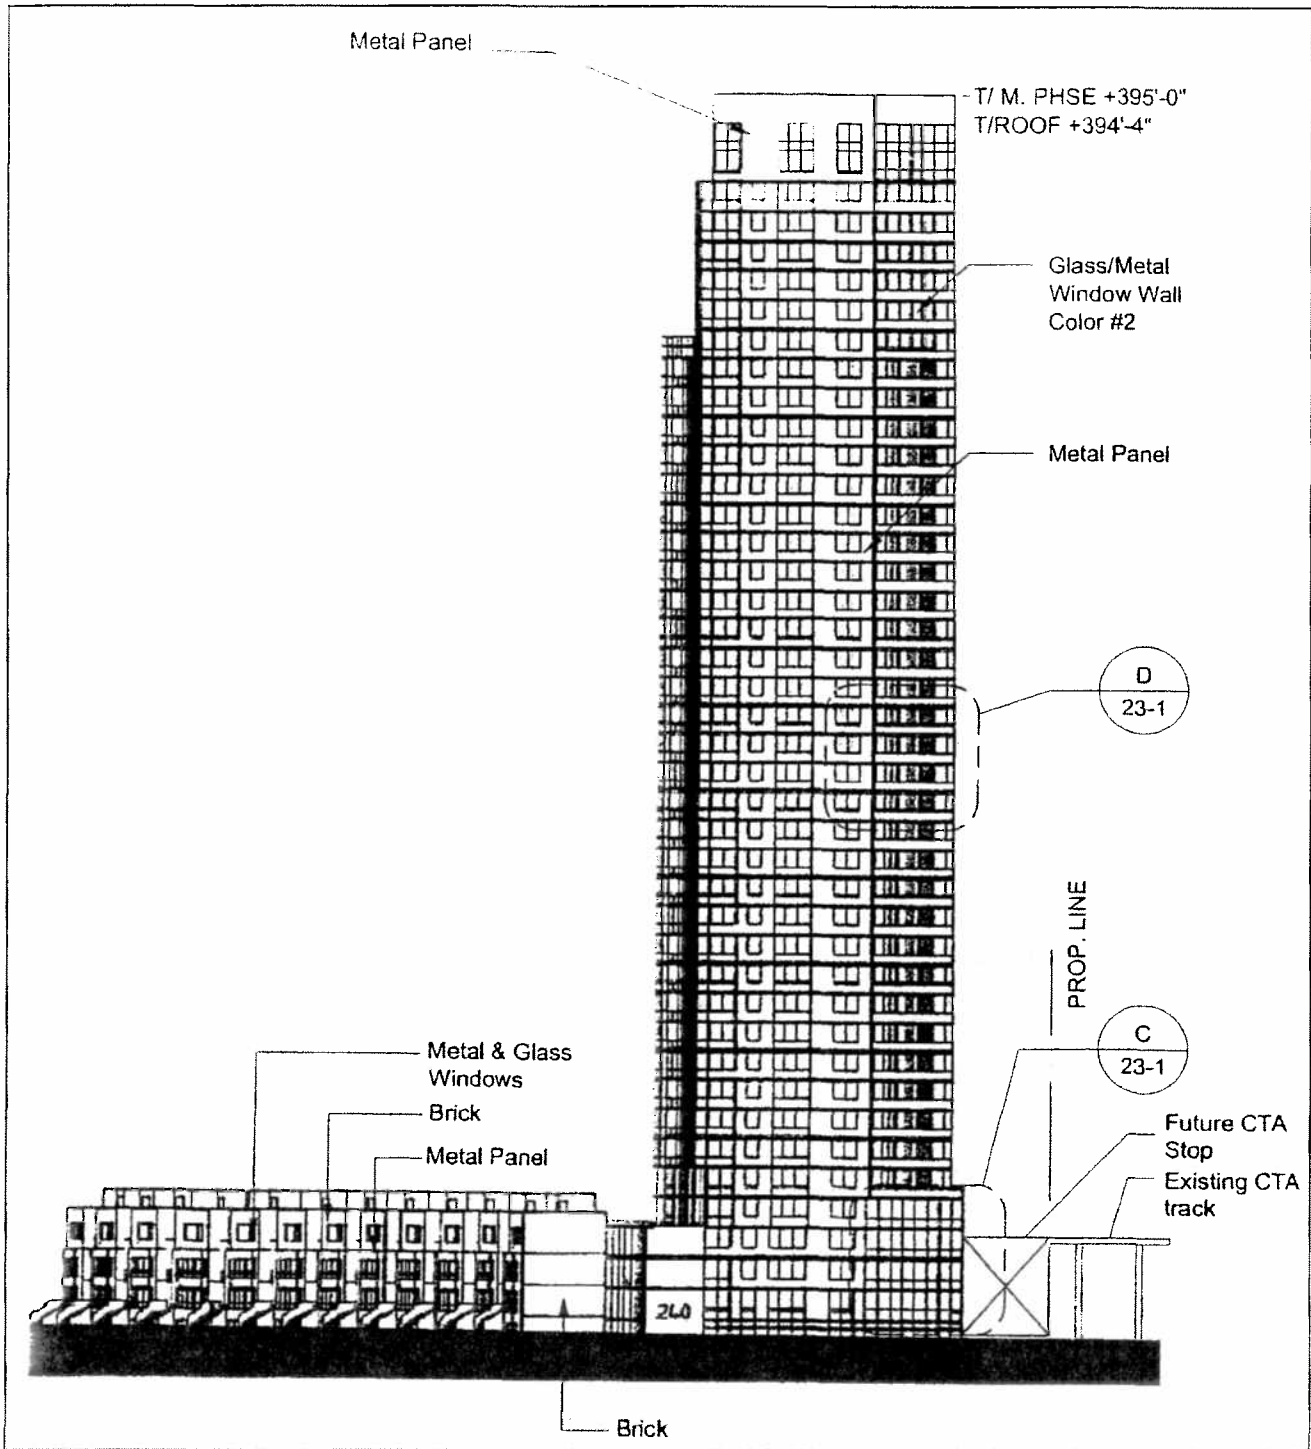 Metal Panel
T/ M. PHSE +395'-0"
T/ROOF +394'-4"
Glass/Metal
Window Wall
Color #2
Metal Panel
D
23-1
PROP. LINE
C
23-1
Metal & Glass
Windows
Brick
Metal Panel
Future CTA
Stop
Existing CTA
track
240
Brick